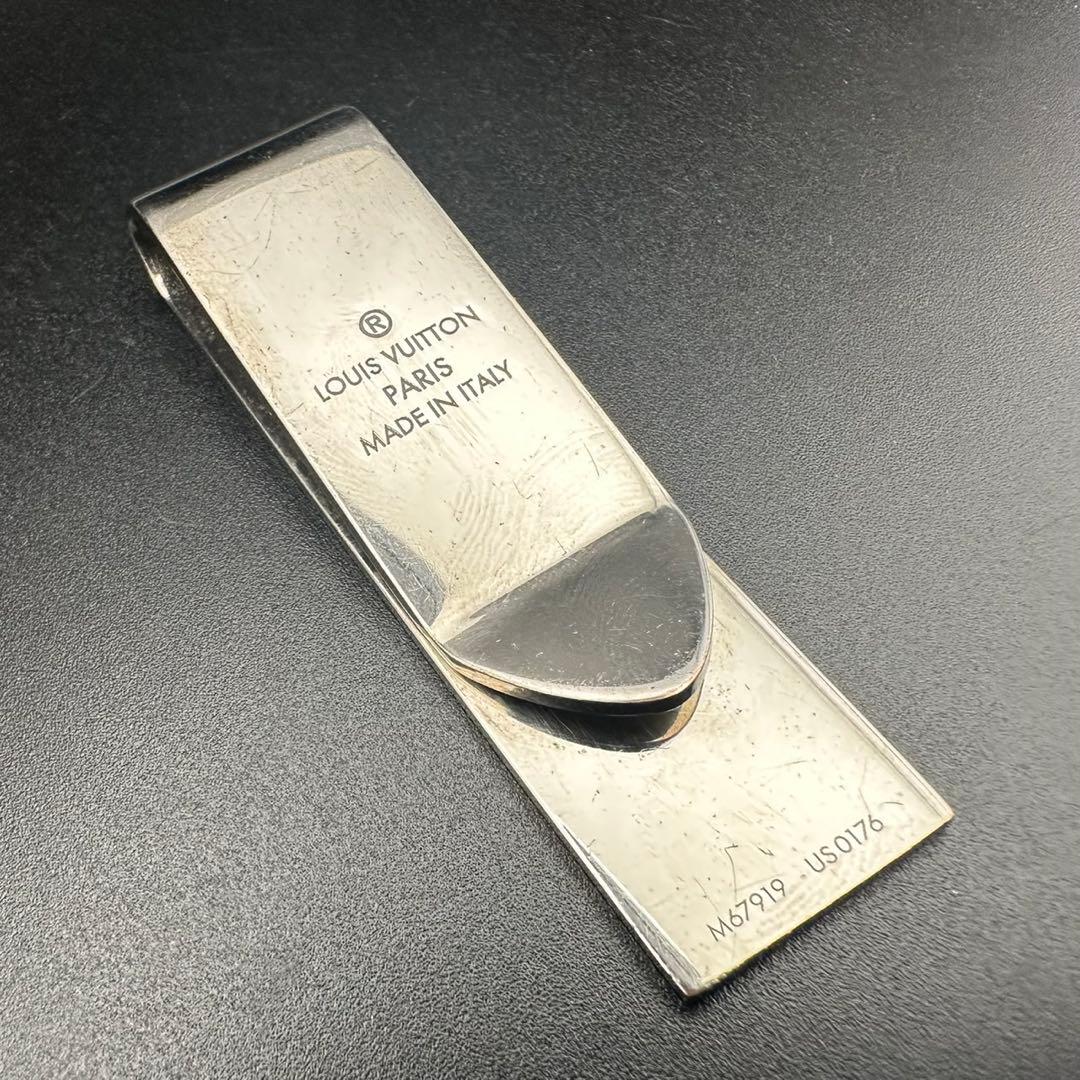 ®
LOUIS VUITTON
PARIS
MADE IN ITALY
M67919 US0176